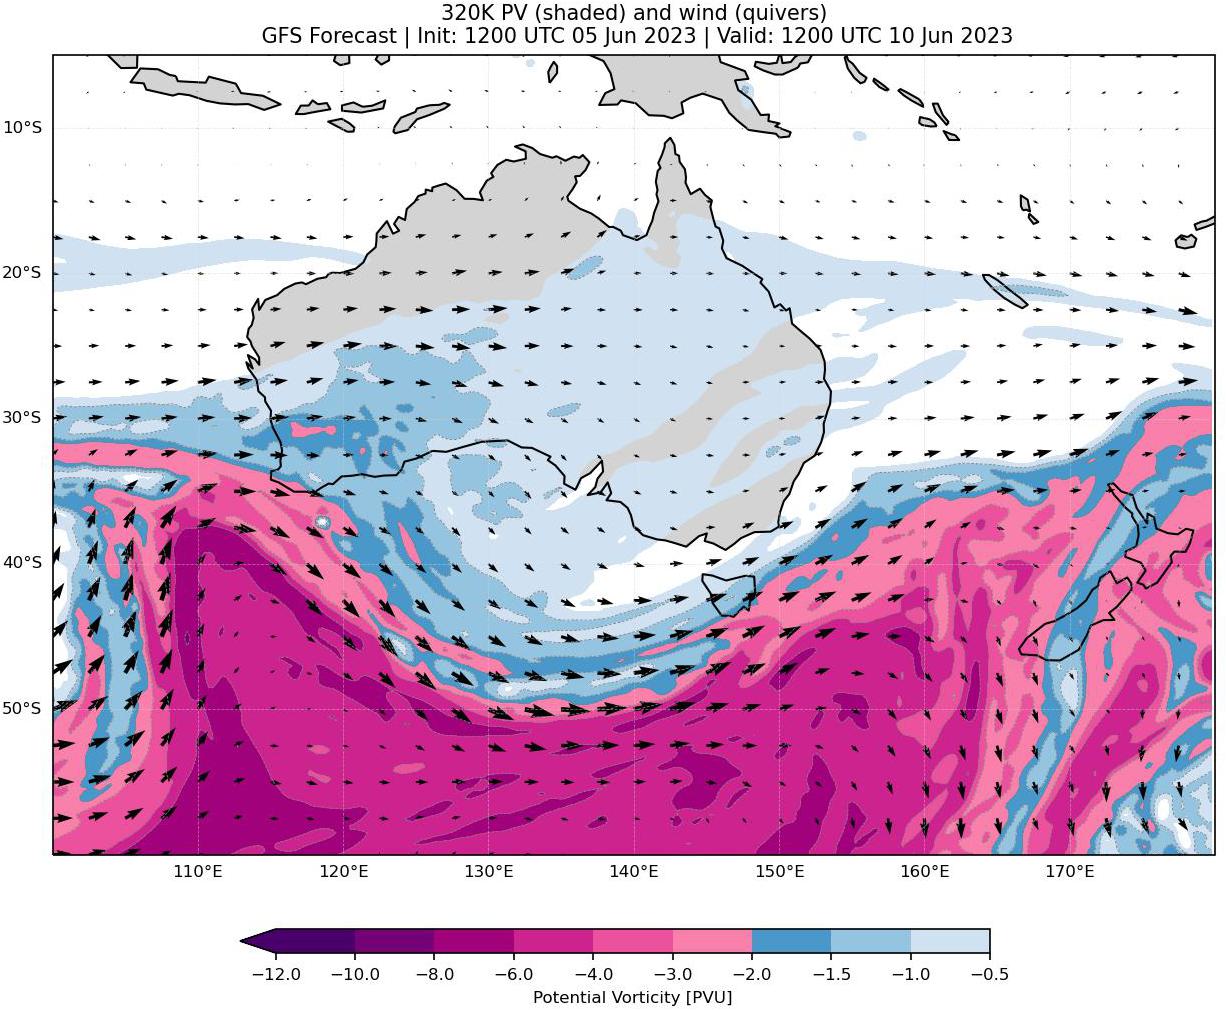 320K PV (shaded) and wind (quivers)
GFS Forecast | Init: 1200 UTC 05 Jun 2023 | Valid: 1200 UTC 10 Jun 2023
10°S
20°S
30°S
40°S
50°S
110°E 120°E 130°E 140°E 150°E 160°E 170°E
−12.0 −10.0 −8.0 −6.0 −4.0 −3.0 −2.0 −1.5 −1.0 −0.5
Potential Vorticity [PVU]